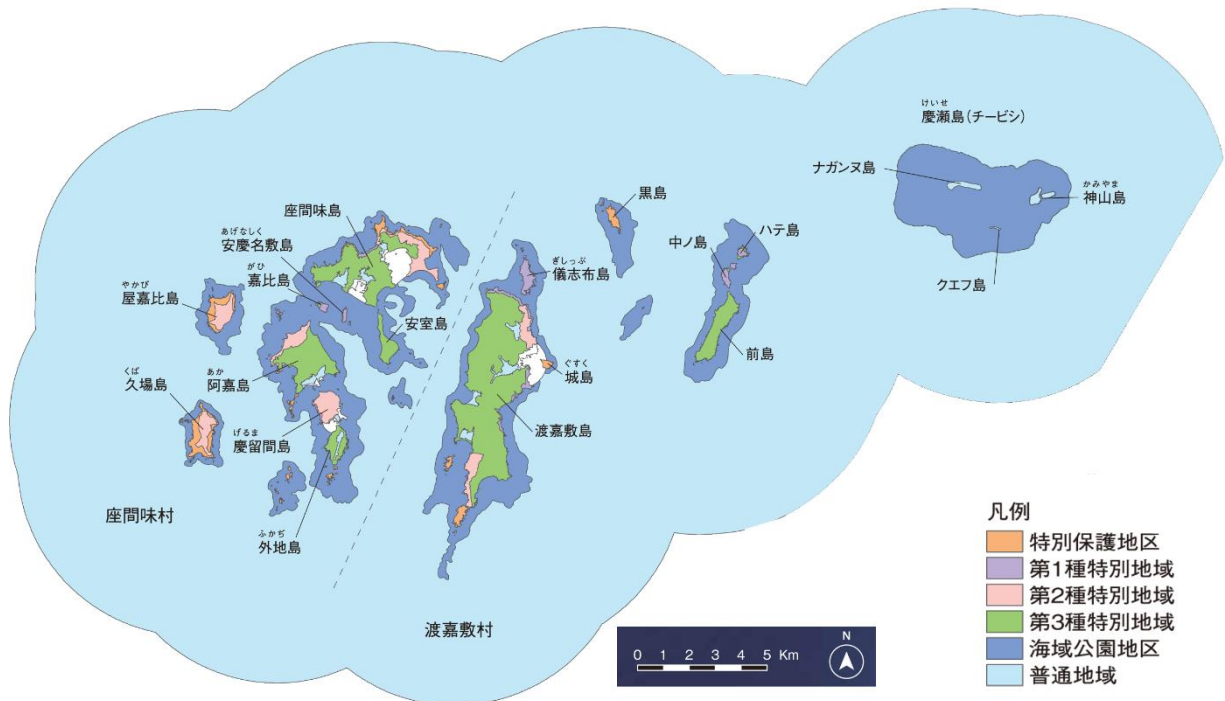 けいせ
慶瀬島(チービシ)
ナガンヌ島
かみやま
神山島
クエフ島
黒島
ハテ島
中ノ島
前島
座間味島
あげなしく
安慶名敷島
がひ
嘉比島
やかび
屋嘉比島
安室島
ぎしっぷ
儀志布島
ぐすく
城島
渡嘉敷島
くば
久場島
あか
阿嘉島
げるま
慶留間島
ふかぢ
外地島
座間味村
渡嘉敷村
0 1 2 3 4 5 Km
N
凡例
特別保護地区
第1種特別地域
第2種特別地域
第3種特別地域
海域公園地区
普通地域